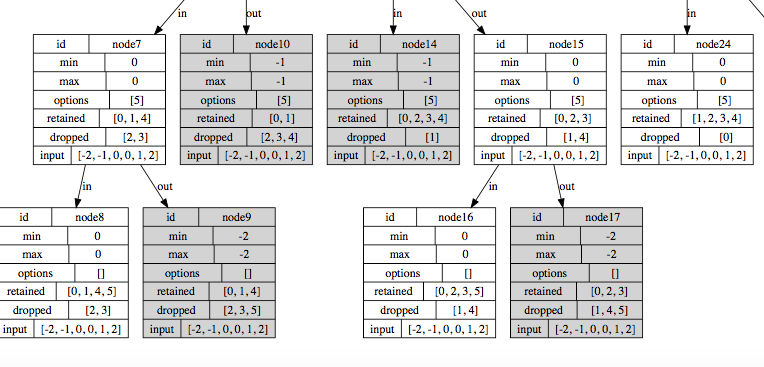 in out in out in
id node7
min 0
max 0
options [5]
retained [0, 1, 4]
dropped [2, 3]
input [-2, -1, 0, 0, 1, 2]
id node10
min -1
max -1
options [5]
retained [0, 1]
dropped [2, 3, 4]
input [-2, -1, 0, 0, 1, 2]
id node14
min -1
max -1
options [5]
retained [0, 2, 3, 4]
dropped [1]
input [-2, -1, 0, 0, 1, 2]
id node15
min 0
max 0
options [5]
retained [0, 2, 3]
dropped [1, 4]
input [-2, -1, 0, 0, 1, 2]
id node24
min 0
max 0
options [5]
retained [1, 2, 3, 4]
dropped [0]
input [-2, -1, 0, 0, 1, 2]
in out in out
id node8
min 0
max 0
options []
retained [0, 1, 4, 5]
dropped [2, 3]
input [-2, -1, 0, 0, 1, 2]
id node9
min -2
max -2
options []
retained [0, 1, 4]
dropped [2, 3, 5]
input [-2, -1, 0, 0, 1, 2]
id node16
min 0
max 0
options []
retained [0, 2, 3, 5]
dropped [1, 4]
input [-2, -1, 0, 0, 1, 2]
id node17
min -2
max -2
options []
retained [0, 2, 3]
dropped [1, 4, 5]
input [-2, -1, 0, 0, 1, 2]